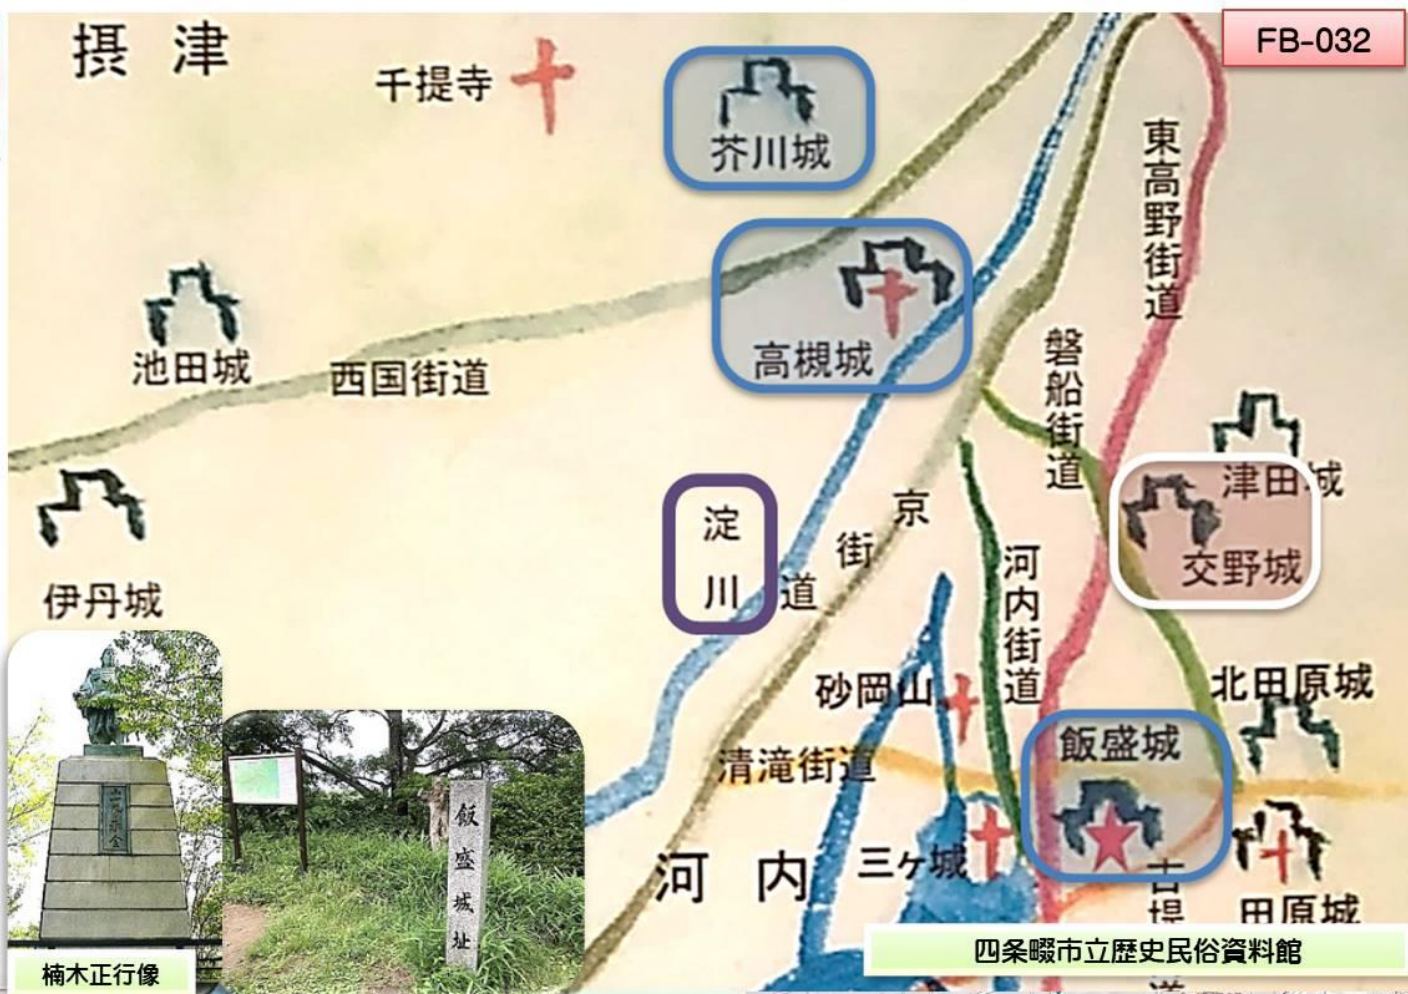 摂津
FB-032
千提寺
芥川城
東高野街道
高槻城
池田城
西国街道
磐船街道
津田城
交野城
淀川
京街道
河内街道
伊丹城
北田原城
砂岡山
飯盛城
清滝街道
三ケ城
河内
田原城
古堤
道
飯盛城址
四条畷市立歴史民俗資料館
楠木正行像